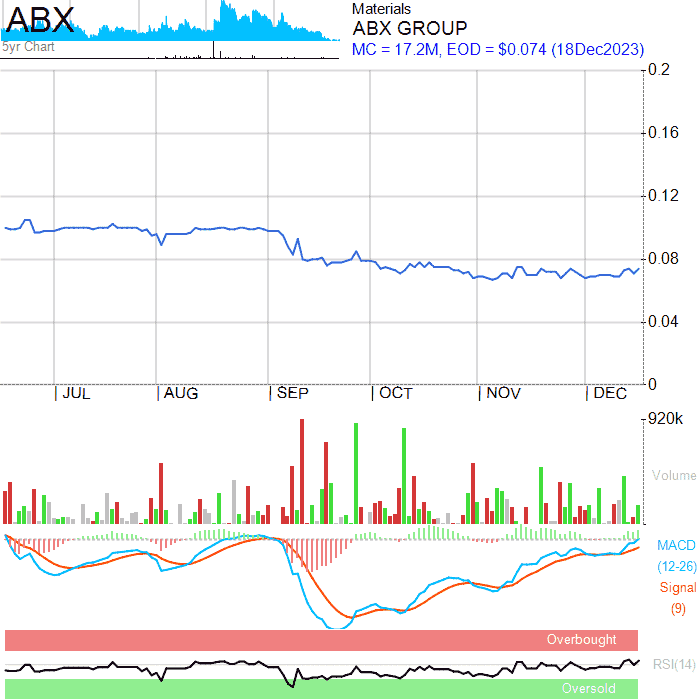 ABX
5yr Chart
Materials
ABX GROUP
MC = 17.2M, EOD = $0.074 (18Dec2023)
0.2
0.16
0.12
0.08
0.04
0
JUL AUG SEP OCT NOV DEC
920k
Volume
MACD
(12-26)
Signal
(9)
Overbought
RSI(14)
Oversold